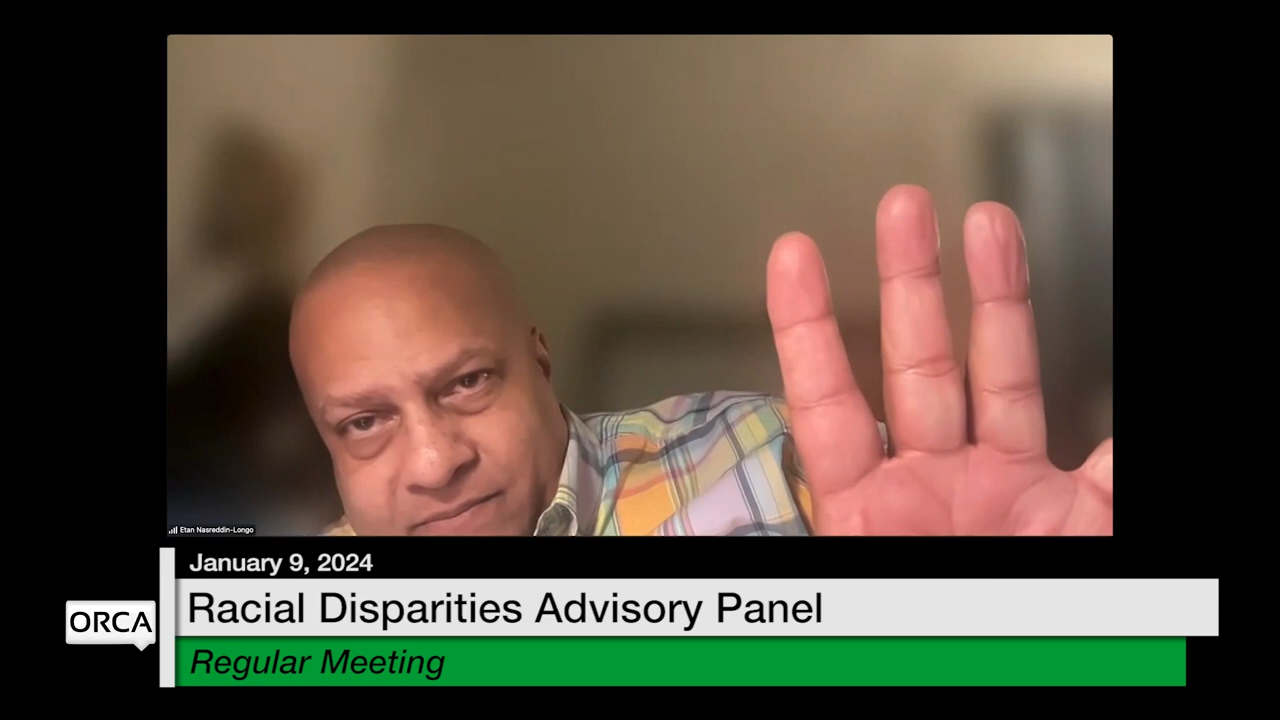 Etan Nasreddin-Longo
January 9, 2024
Racial Disparities Advisory Panel
ORCA
Regular Meeting